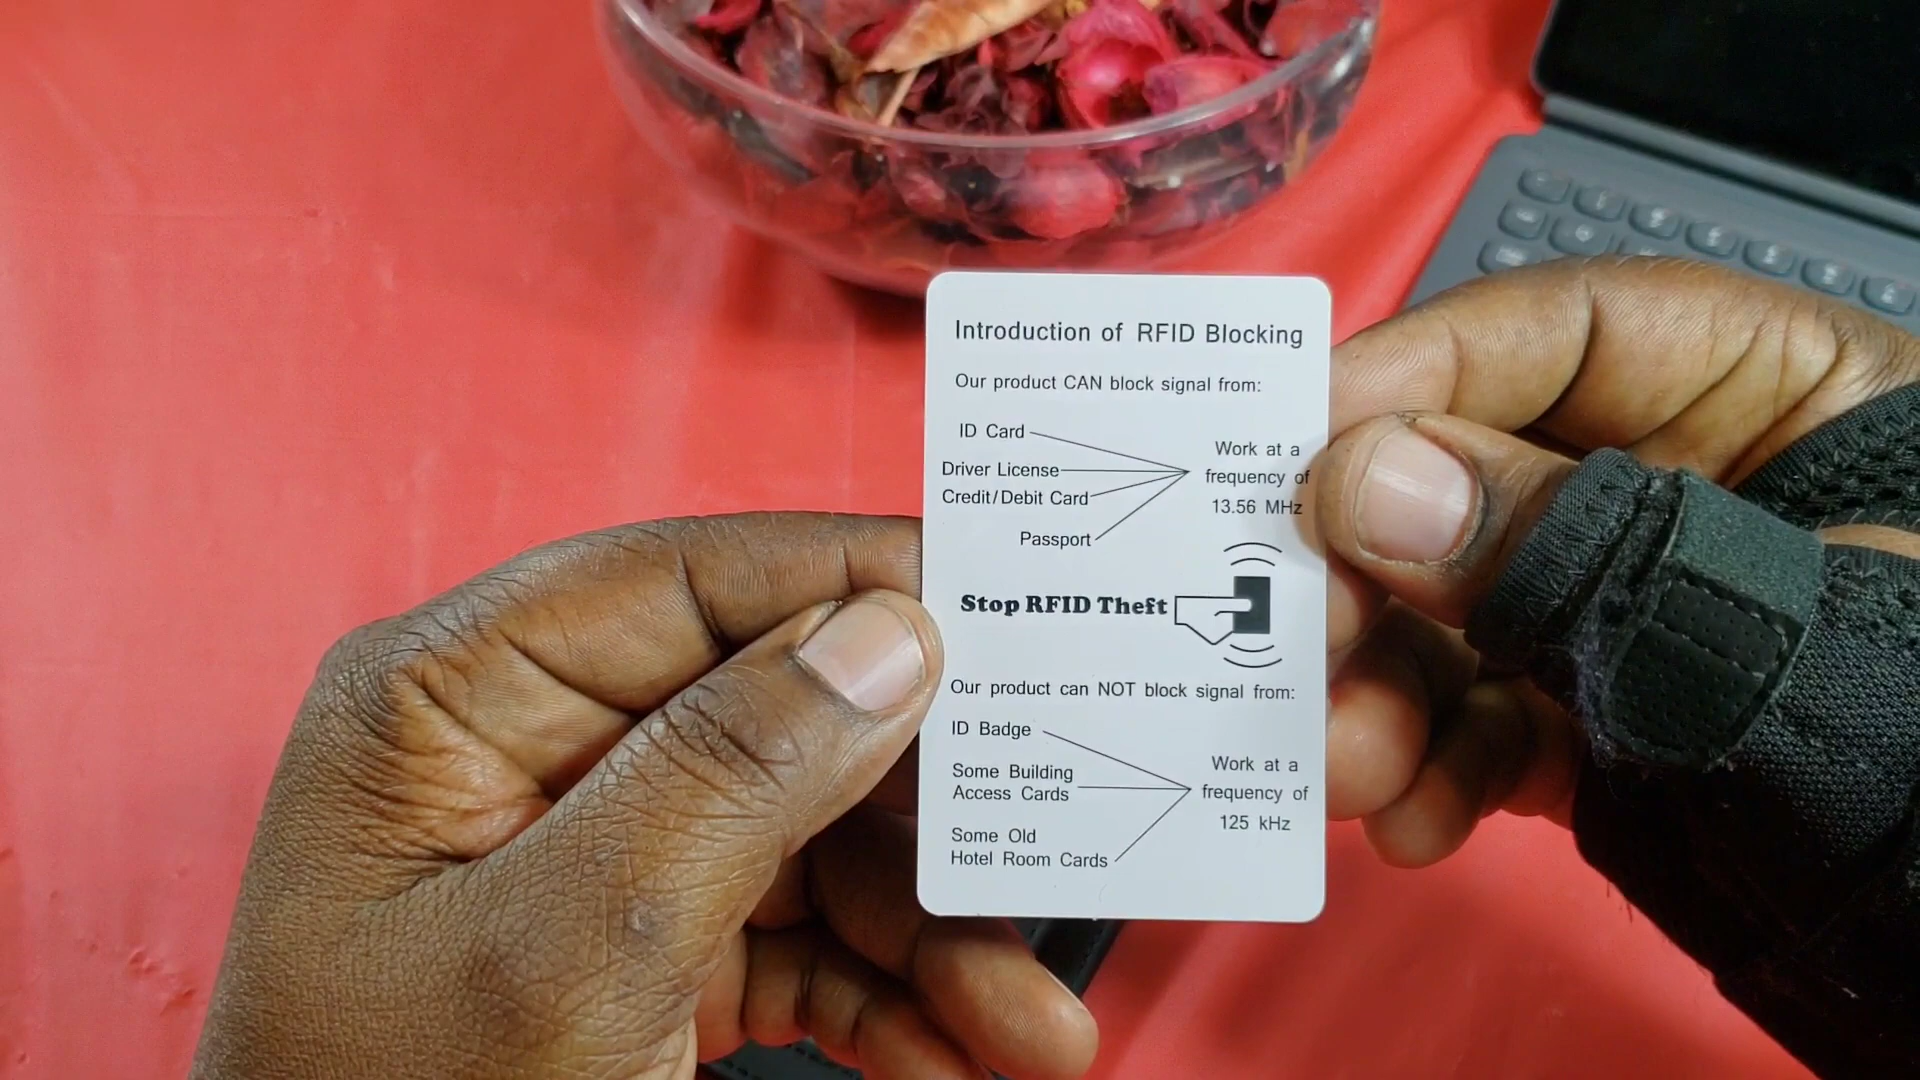 Introduction of RFID Blocking
Our product CAN block signal from:
ID Card
Driver License
Credit/Debit Card
Passport
Work at a
frequency of
13.56 MHz
Stop RFID Theft
Our product can NOT block signal from:
ID Badge
Some Building
Access Cards
Some Old
Hotel Room Cards
Work at a
frequency of
125 kHz